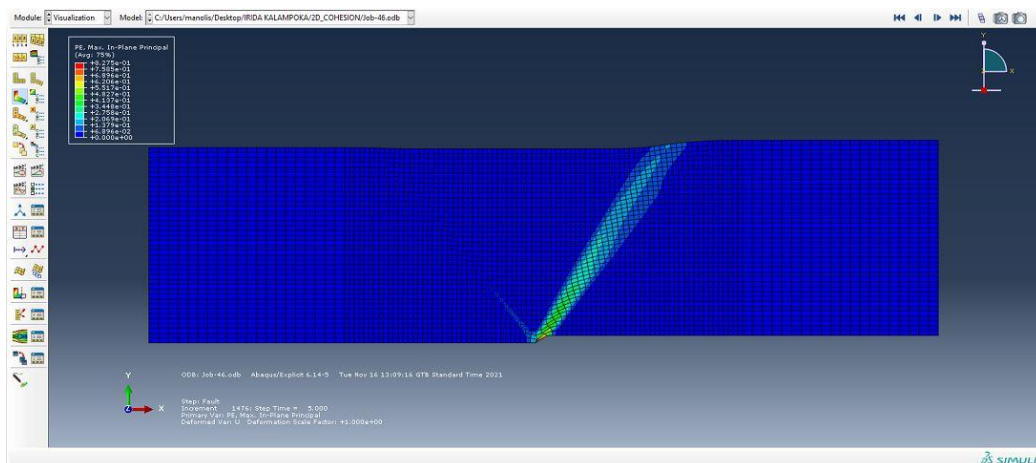 Module: Visualization Model: C:/Users/manolis/Desktop/IRIDA KALAMPOKA/2D_COHESION/Job-46.odb
PE, Max. In-Plane Principal
(Avg: 75%)
+8.275e-01
+7.585e-01
+6.896e-01
+6.206e-01
+5.517e-01
+4.827e-01
+4.137e-01
+3.448e-01
+2.758e-01
+2.069e-01
+1.379e-01
+6.896e-02
+0.000e+00
Y
Z X
ODB: Job-46.odb Abaqus/Explicit 6.14-5 Tue Nov 16 13:09:16 GTB Standard Time 2021
Y
Z X
Step: Fault
Increment 1476: Step Time = 5.000
Primary Var: PE, Max. In-Plane Principal
Deformed Var: U Deformation Scale Factor: +1.000e+00
SIMULI